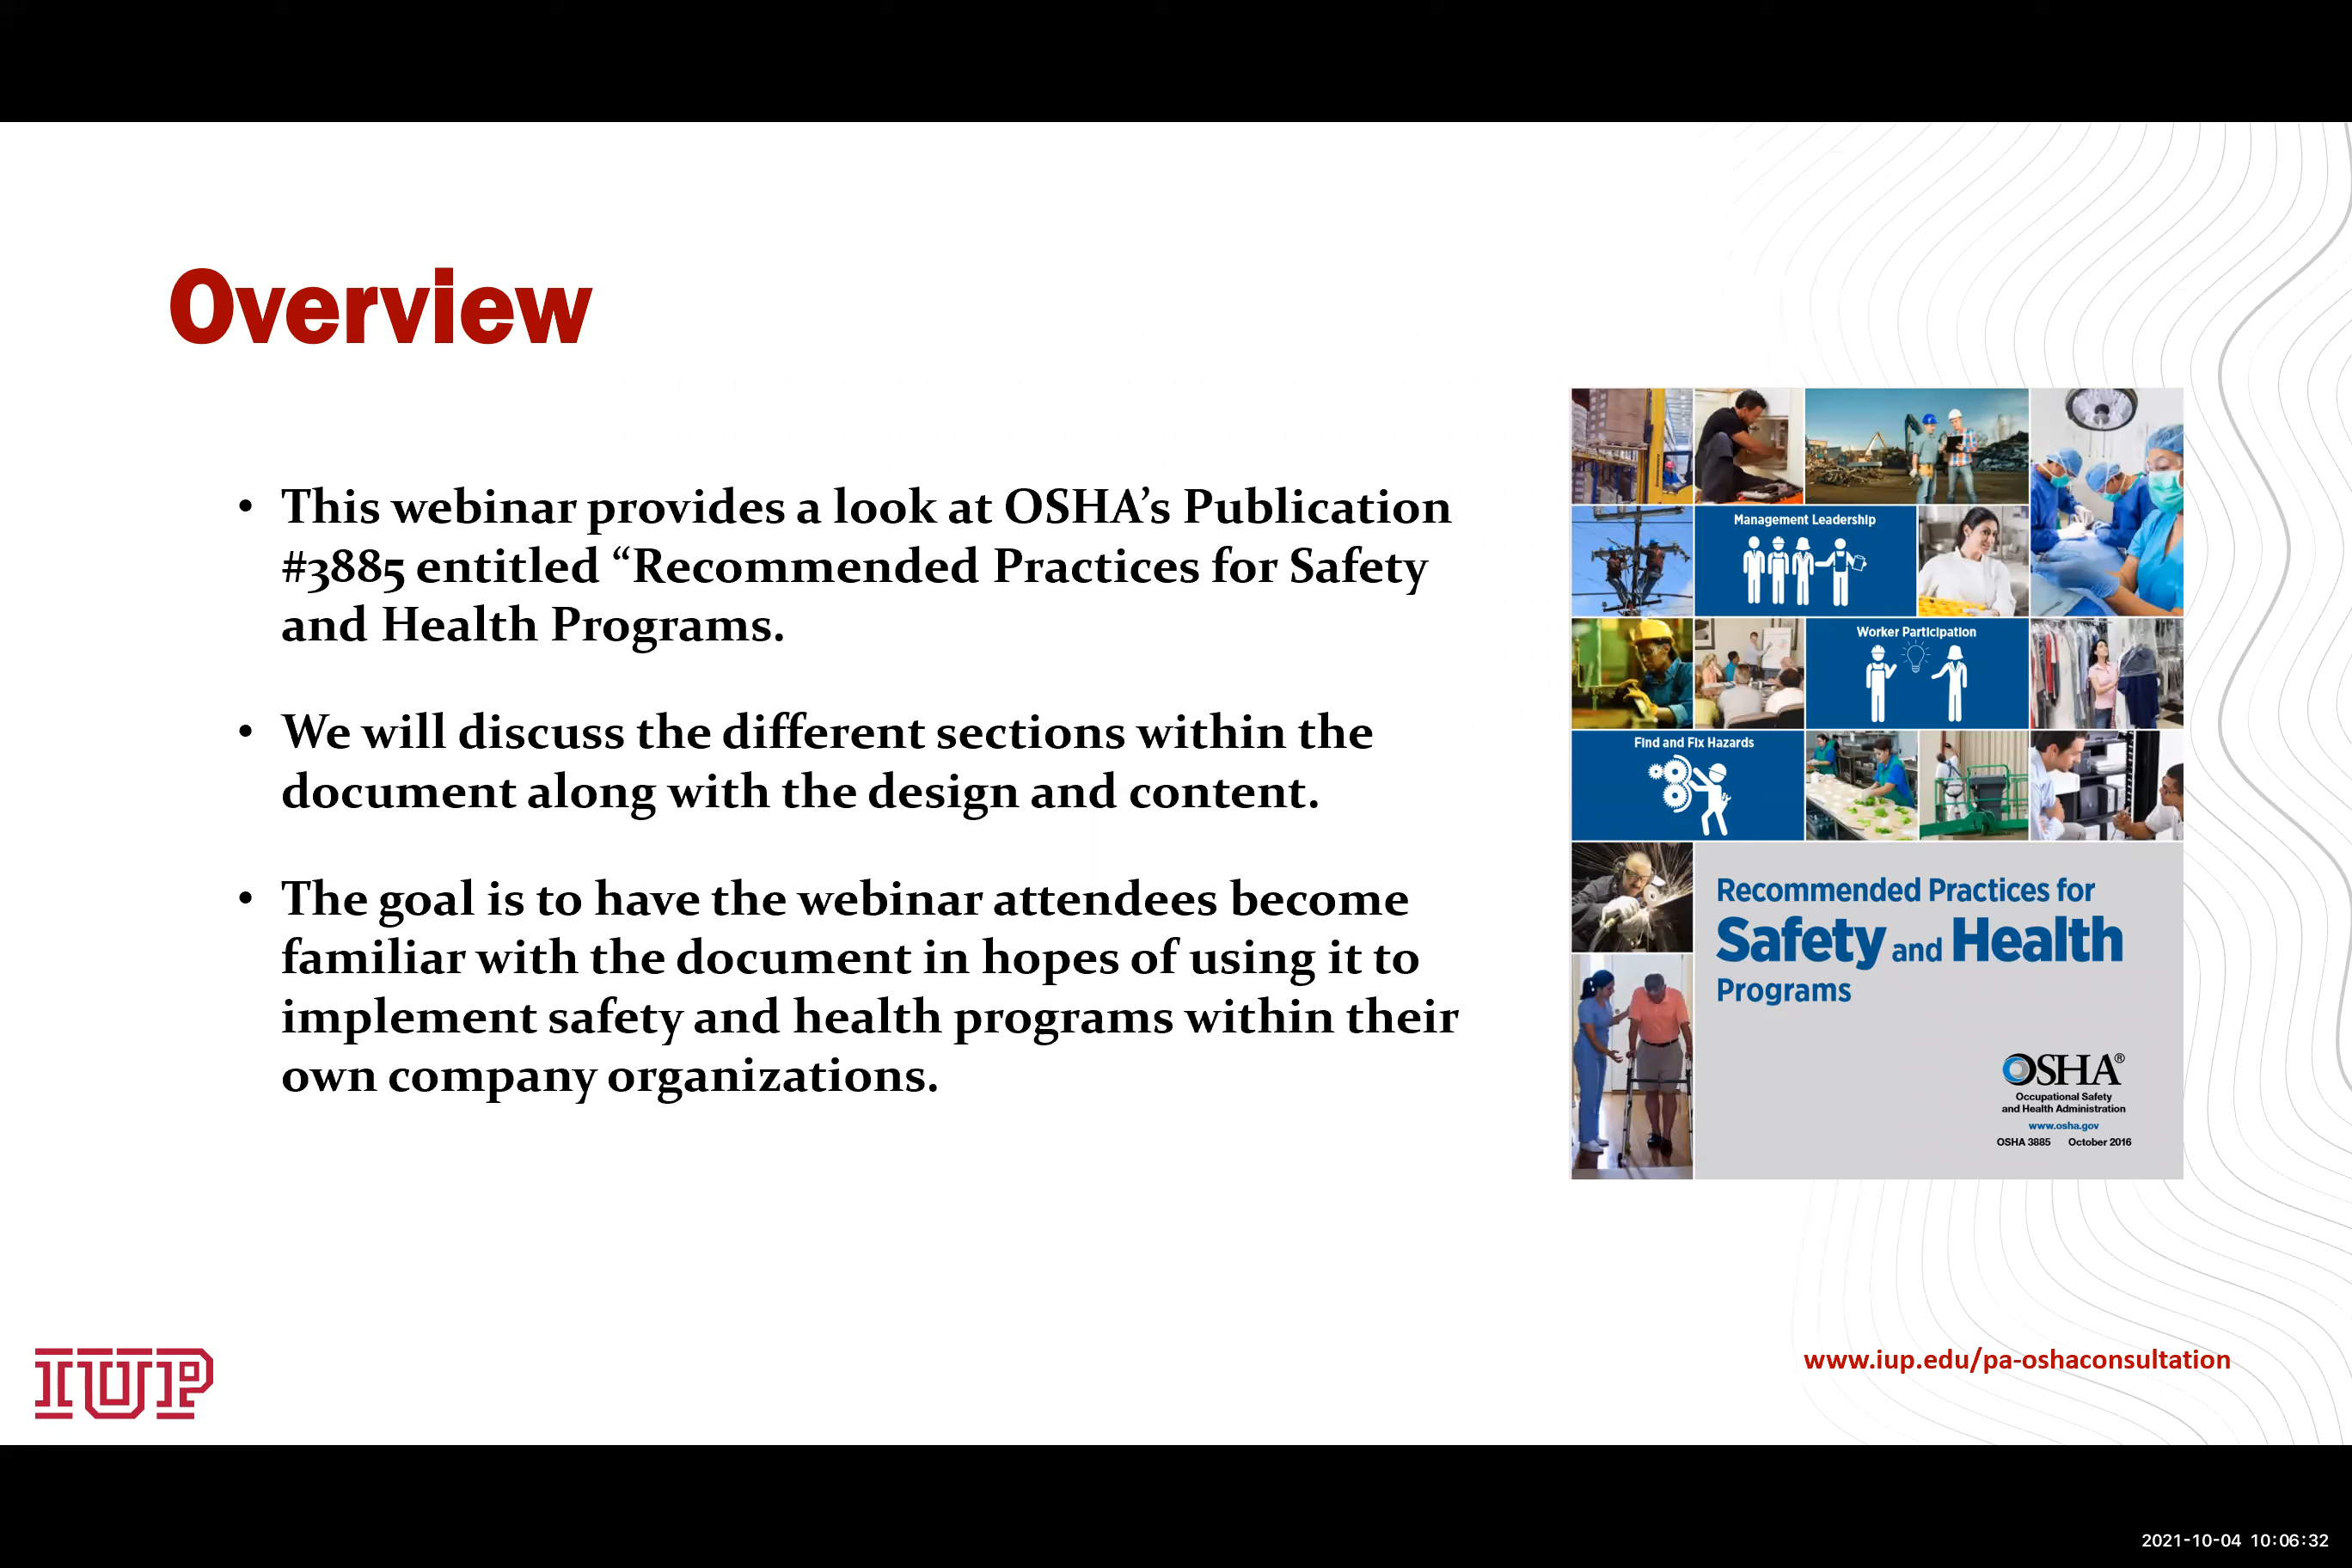 Overview
• This webinar provides a look at OSHA’s Publication
#3885 entitled “Recommended Practices for Safety
and Health Programs.
• We will discuss the different sections within the
document along with the design and content.
• The goal is to have the webinar attendees become
familiar with the document in hopes of using it to
implement safety and health programs within their
own company organizations.
Management Leadership
Worker Participation
Find and Fix Hazards
Recommended Practices for
Safety and Health
Programs
OSHA®
Occupational Safety
and Health Administration
www.osha.gov
OSHA 3885 October 2016
IUP
www.iup.edu/pa-oshaconsultation
2021-10-04 10:06:32